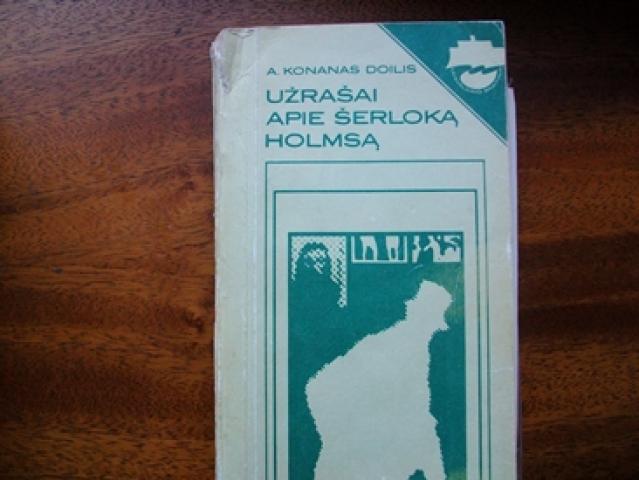 A. KONANAS DOILIS
UŽRAŠAI
APIE ŠERLOKĄ
HOLMSĄ